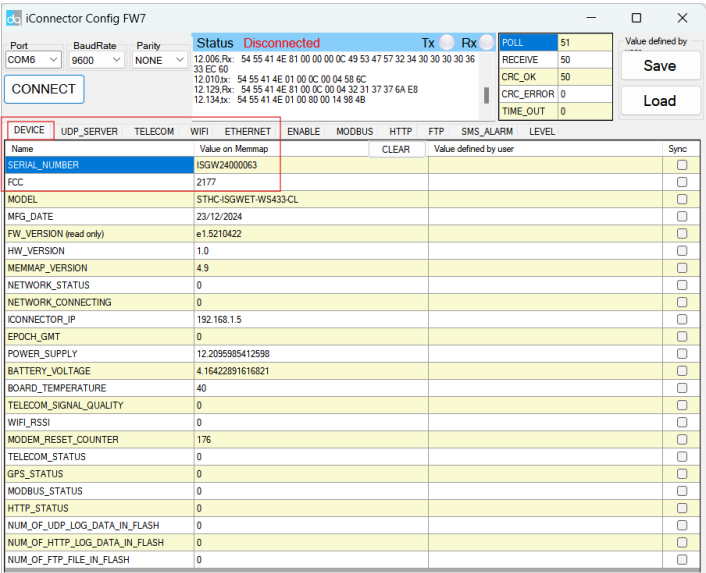 iConnector Config FW7
Port BaudRate Parity
COM6 9600 NONE
CONNECT
Status Disconnected Tx Rx
12.006,Rx: 54 55 41 4E 81 00 00 00 0C 49 53 47 57 32 34 30 30 30 30 36
33 EC 60
12.010,tx: 54 55 41 4E 01 00 0C 00 04 58 6C
12.129,Rx: 54 55 41 4E 81 00 0C 00 04 32 31 37 37 6A E8
12.134,tx: 54 55 41 4E 01 00 80 00 14 98 4B
POLL 51
RECEIVE 50
CRC_OK 50
CRC_ERROR 0
TIME_OUT 0
Value defined by
Save
Load
DEVICE UDP_SERVER TELECOM WIFI ETHERNET ENABLE MODBUS HTTP FTP SMS_ALARM LEVEL
Name Value on Memmap CLEAR Value defined by user Sync
SERIAL_NUMBER ISGW24000063
FCC 2177
MODEL STHC-ISGWET-WS433-CL
MFG_DATE 23/12/2024
FW_VERSION (read only) e1.5210422
HW_VERSION 1.0
MEMMAP_VERSION 4.9
NETWORK_STATUS 0
NETWORK_CONNECTING 0
ICONNECTOR_IP 192.168.1.5
EPOCH_GMT 0
POWER_SUPPLY 12.2095985412598
BATTERY_VOLTAGE 4.16422891616821
BOARD_TEMPERATURE 40
TELECOM_SIGNAL_QUALITY 0
WIFI_RSSI 0
MODEM_RESET_COUNTER 176
TELECOM_STATUS 0
GPS_STATUS 0
MODBUS_STATUS 0
HTTP_STATUS 0
NUM_OF_UDP_LOG_DATA_IN_FLASH 0
NUM_OF_HTTP_LOG_DATA_IN_FLASH 0
NUM_OF_FTP_FILE_IN_FLASH 0